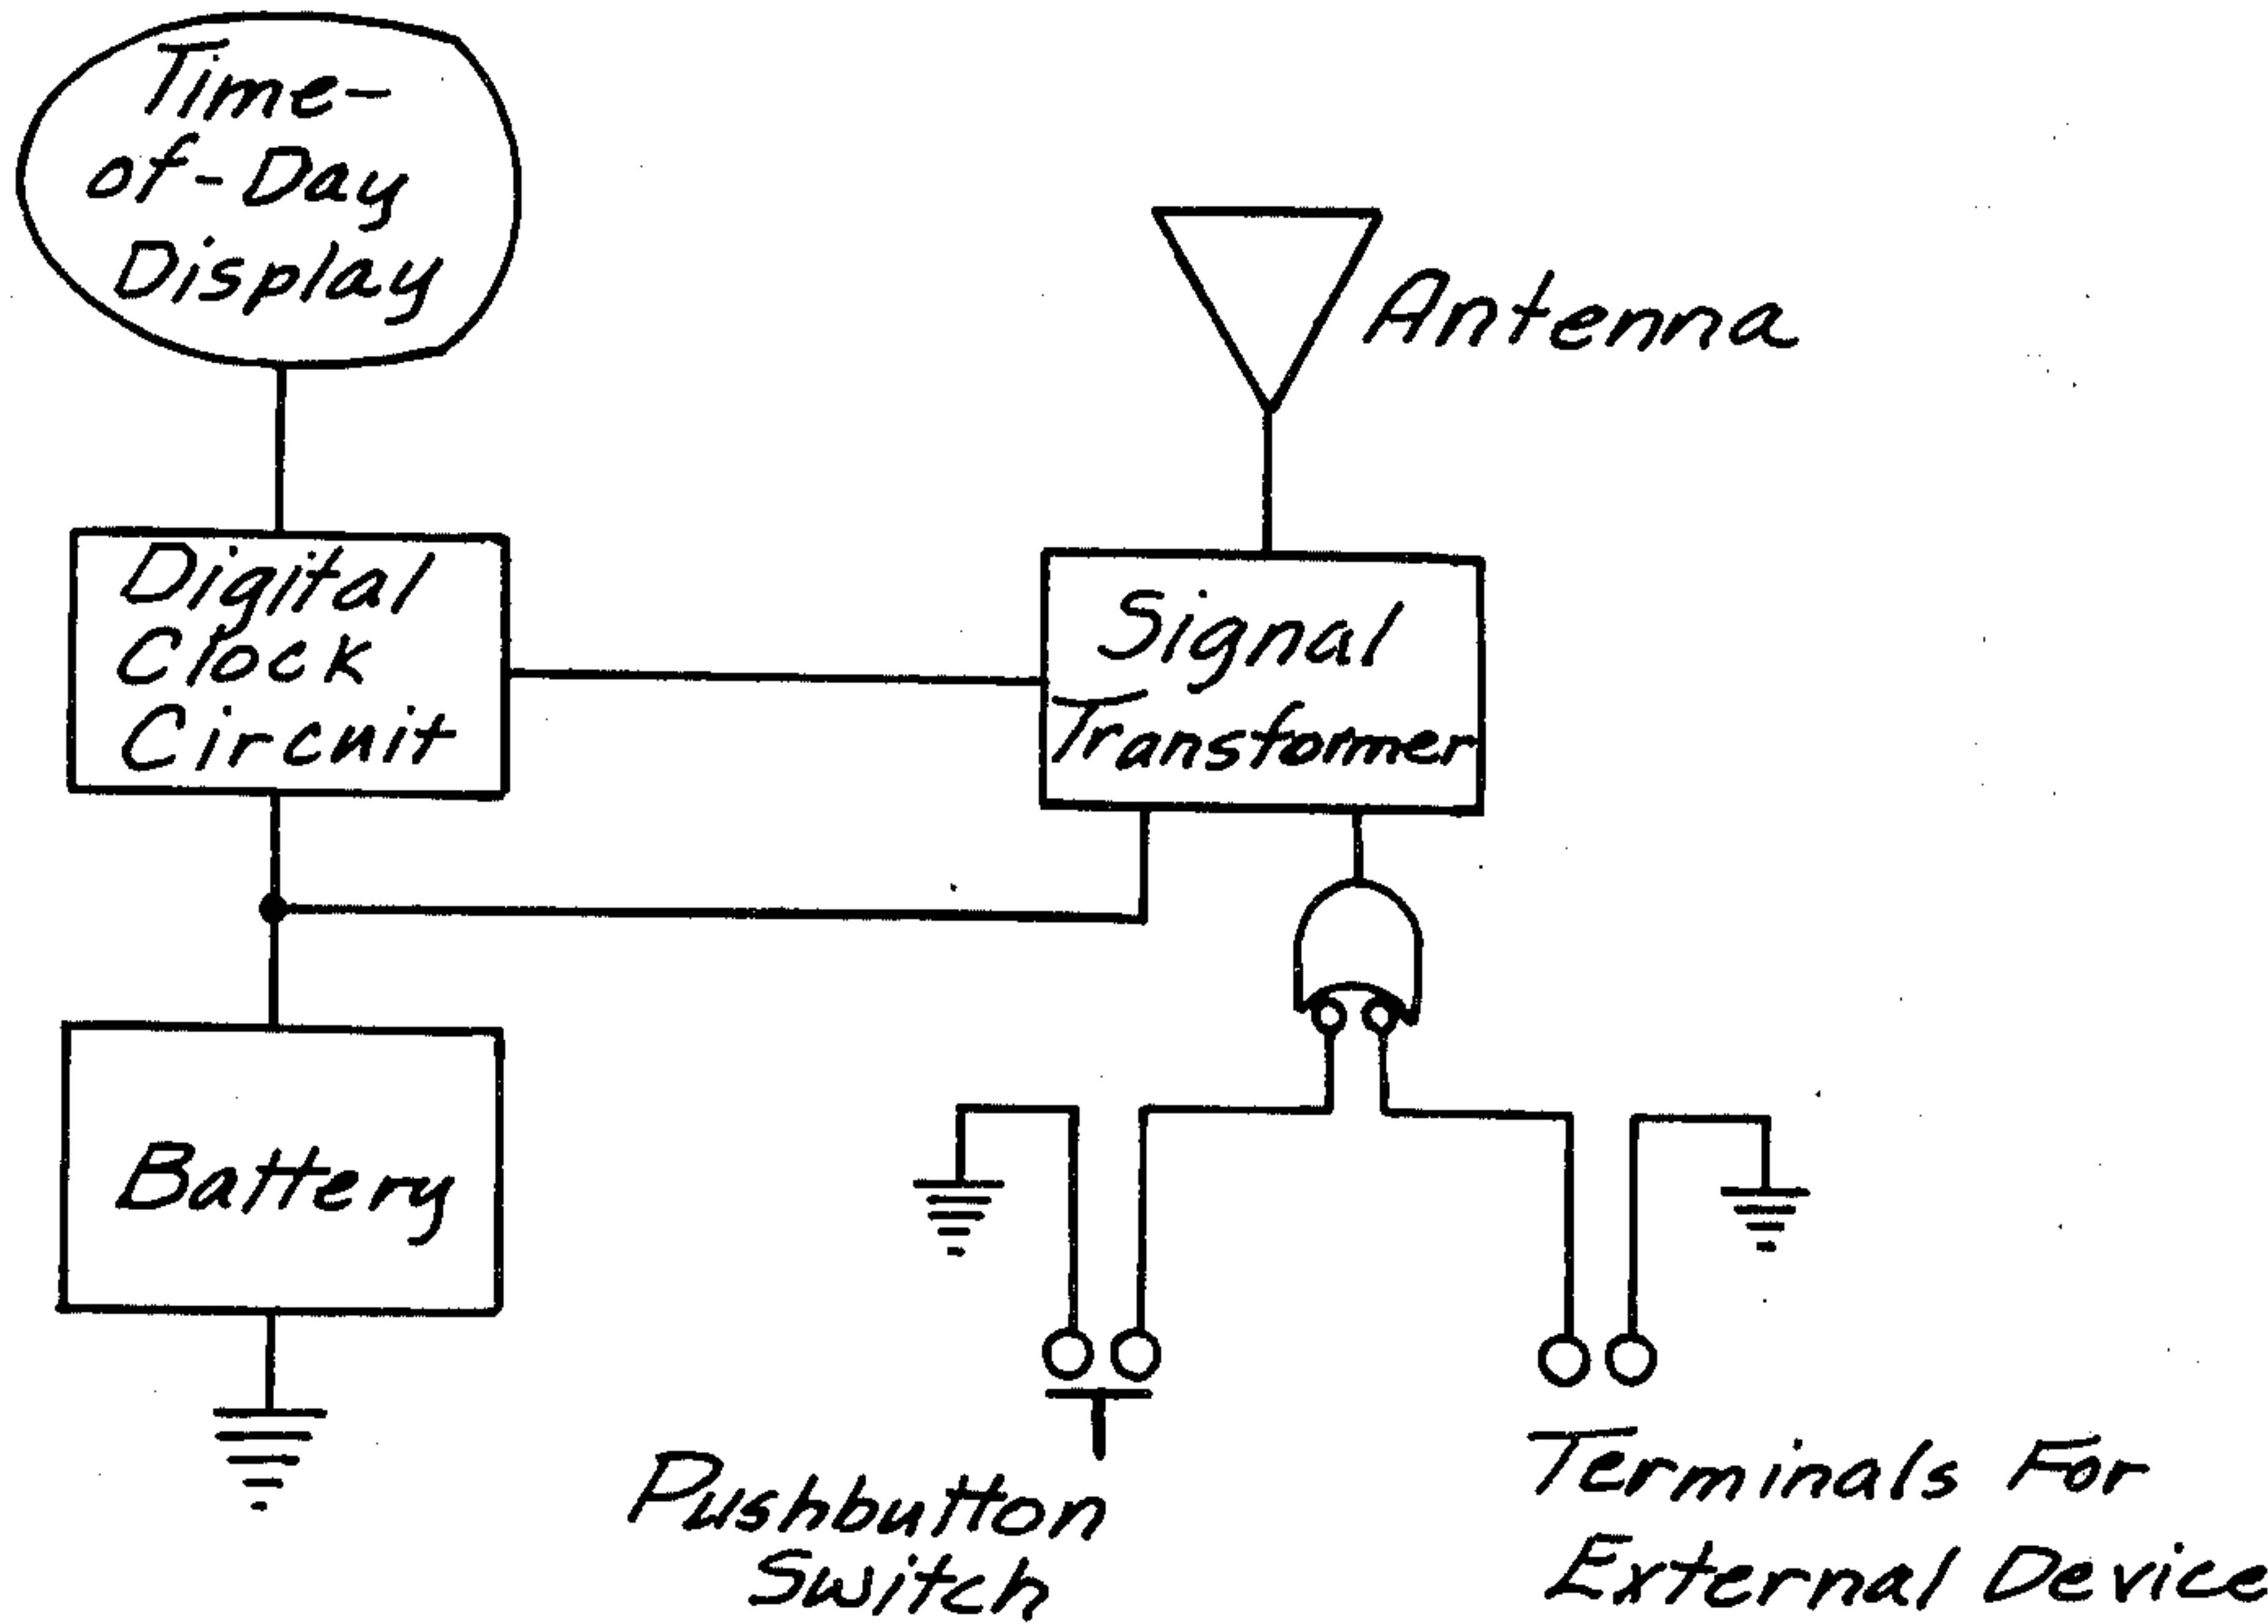 Time-
of-Day
Display
Antenna
Digital
Clock
Circuit
Signal
Transformer
Battery
Pushbutton
Switch
Terminals For
External Device